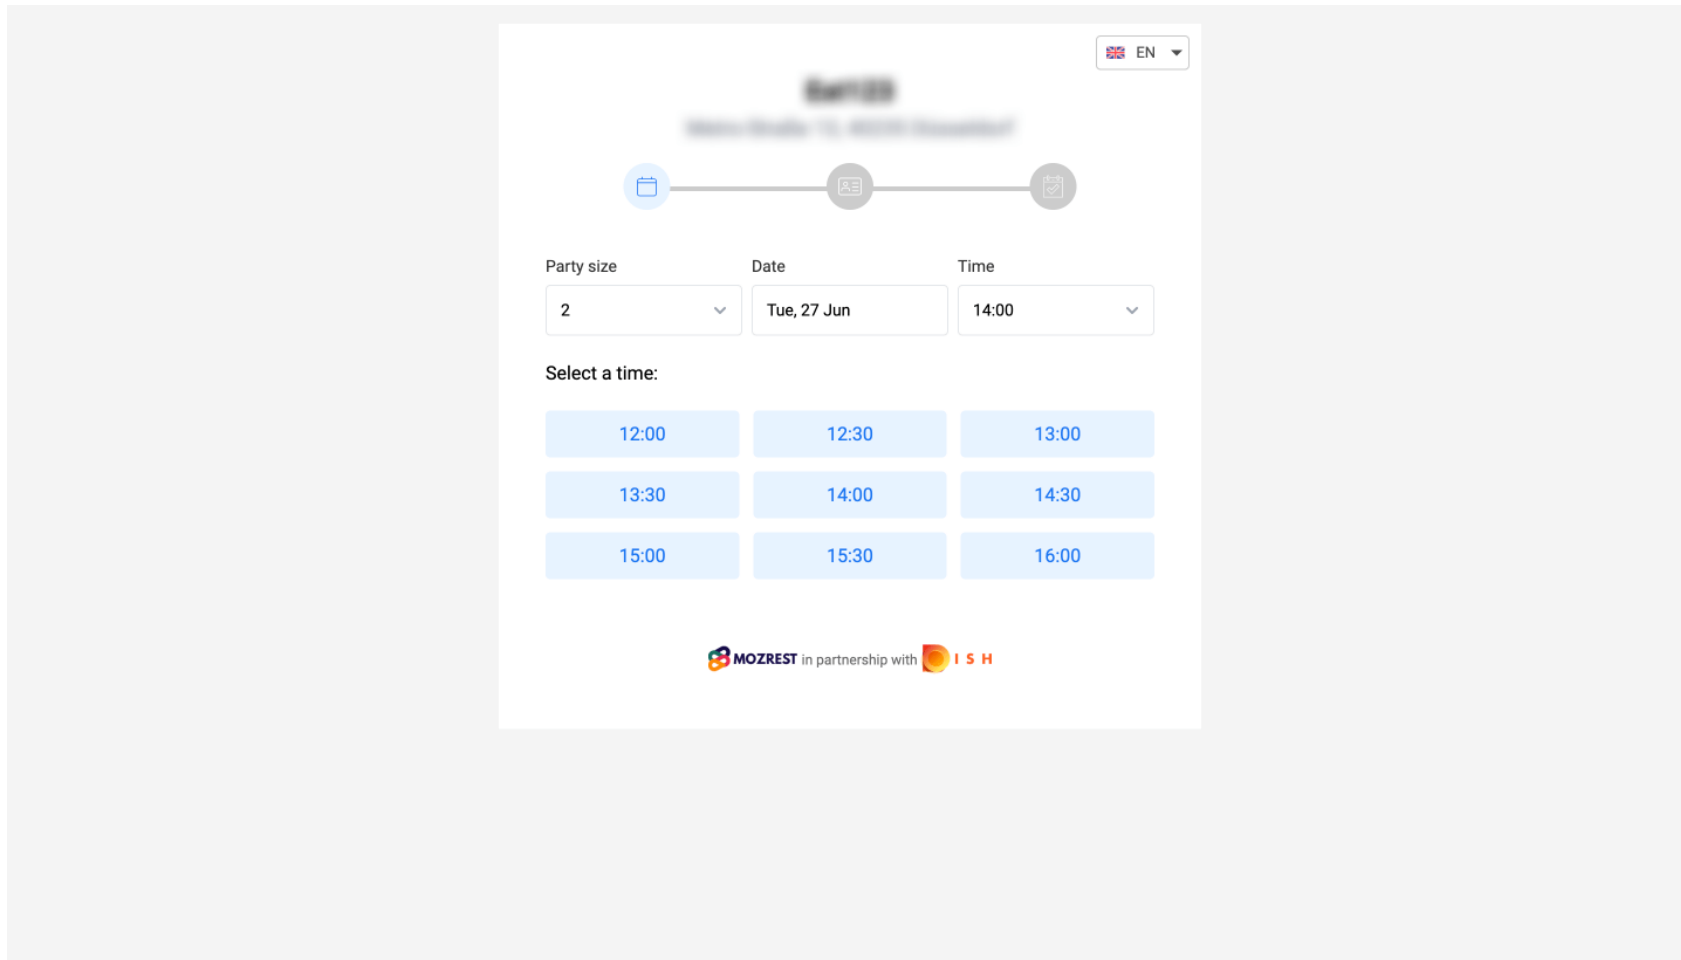 EN
Party size Date Time
2 Tue, 27 Jun 14:00
Select a time:
12:00 12:30 13:00
13:30 14:00 14:30
15:00 15:30 16:00
MOZREST in partnership with DISH